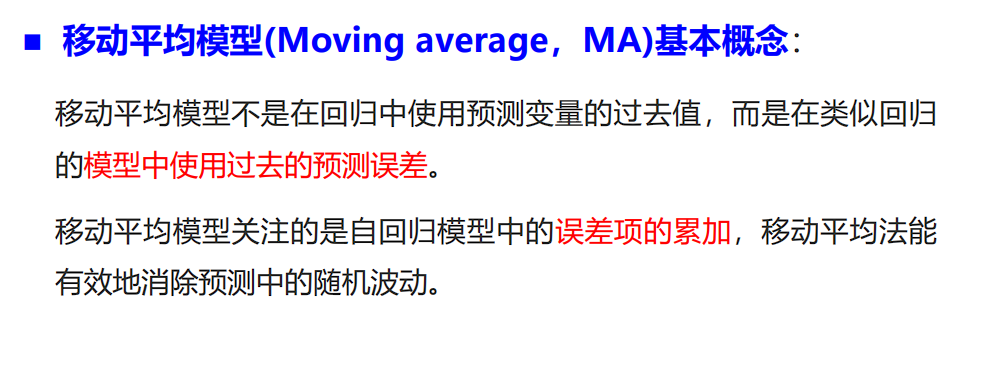 ■ 移动平均模型(Moving average，MA)基本概念：
移动平均模型不是在回归中使用预测变量的过去值，而是在类似回归
的模型中使用过去的预测误差。
移动平均模型关注的是自回归模型中的误差项的累加，移动平均法能
有效地消除预测中的随机波动。